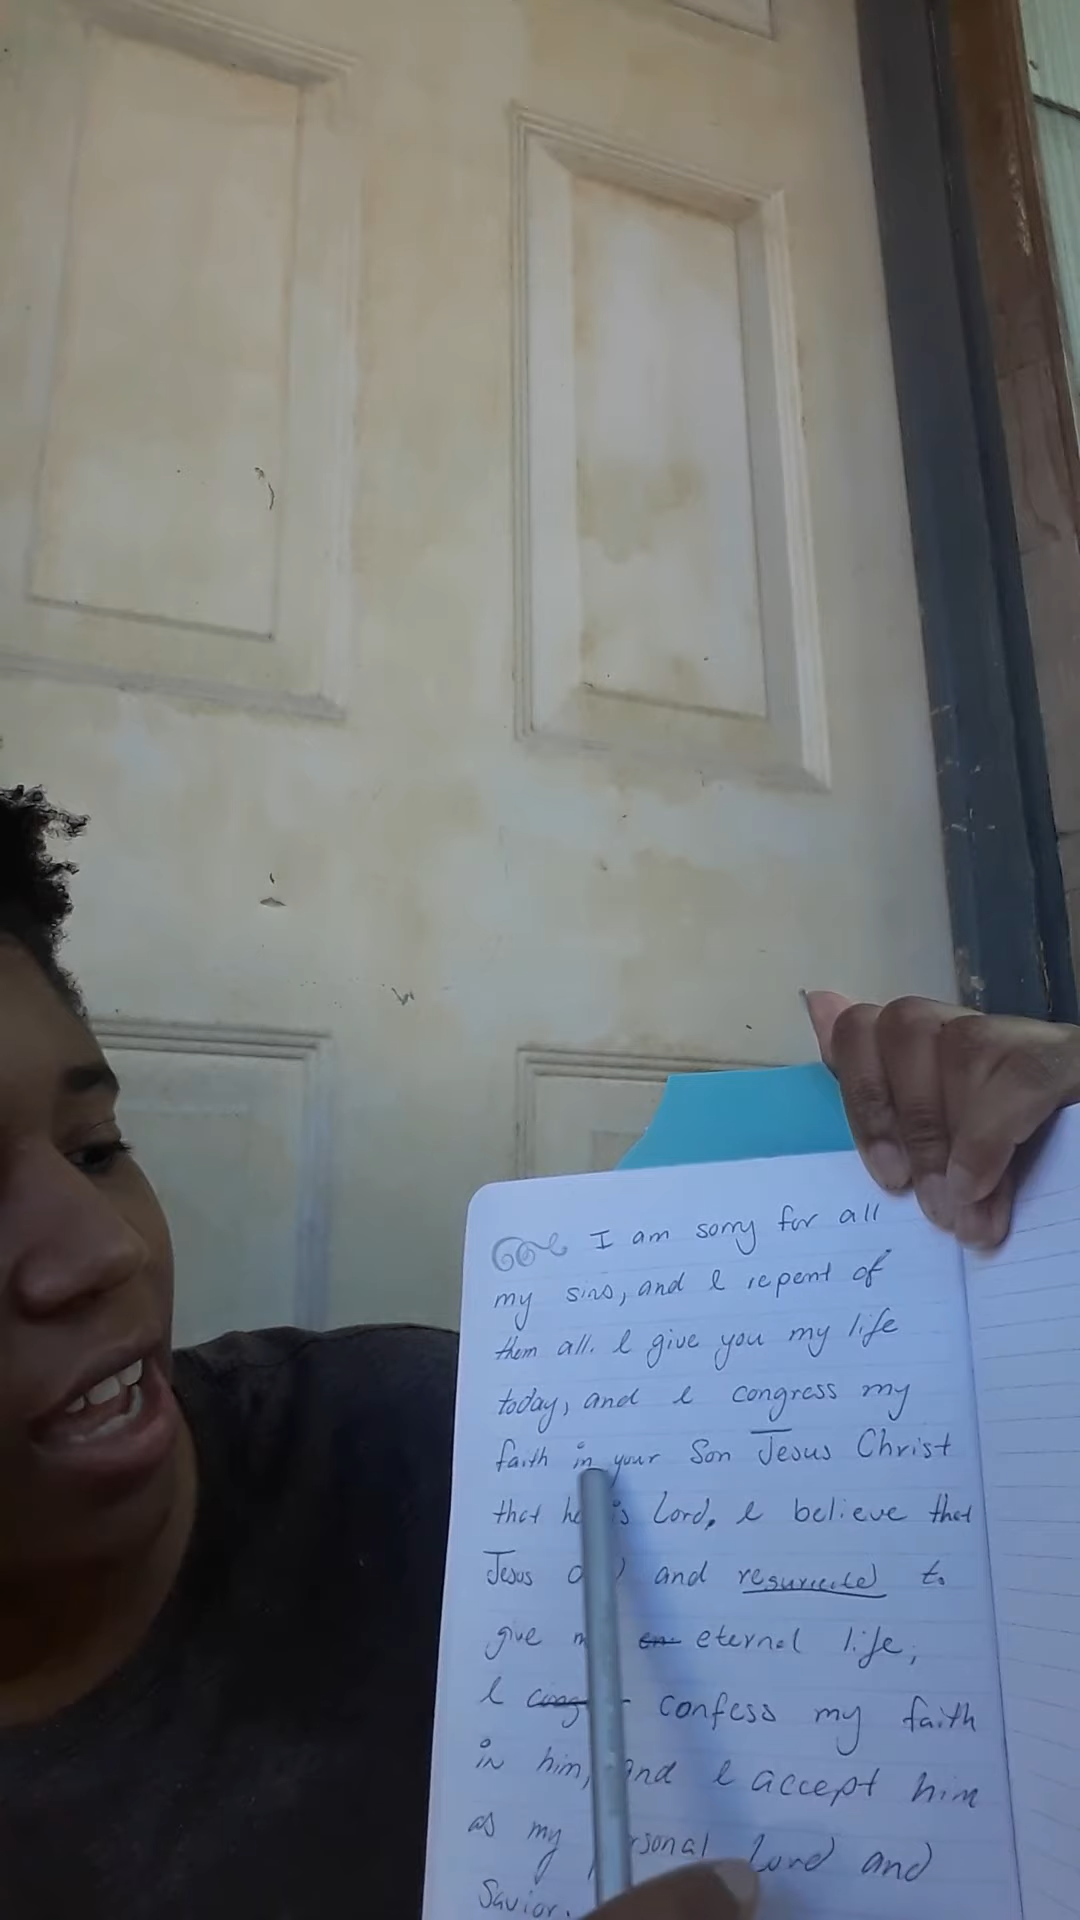 I am sorry for all
my sins, and I repent of
them all. I give you my life
today, and I congress my
faith in your Son Jesus Christ
that he is Lord. I believe that
Jesus and resurricted to
give eternal life,
I confess my faith
in him, and I accept him
as my personal Lord and
Savior.